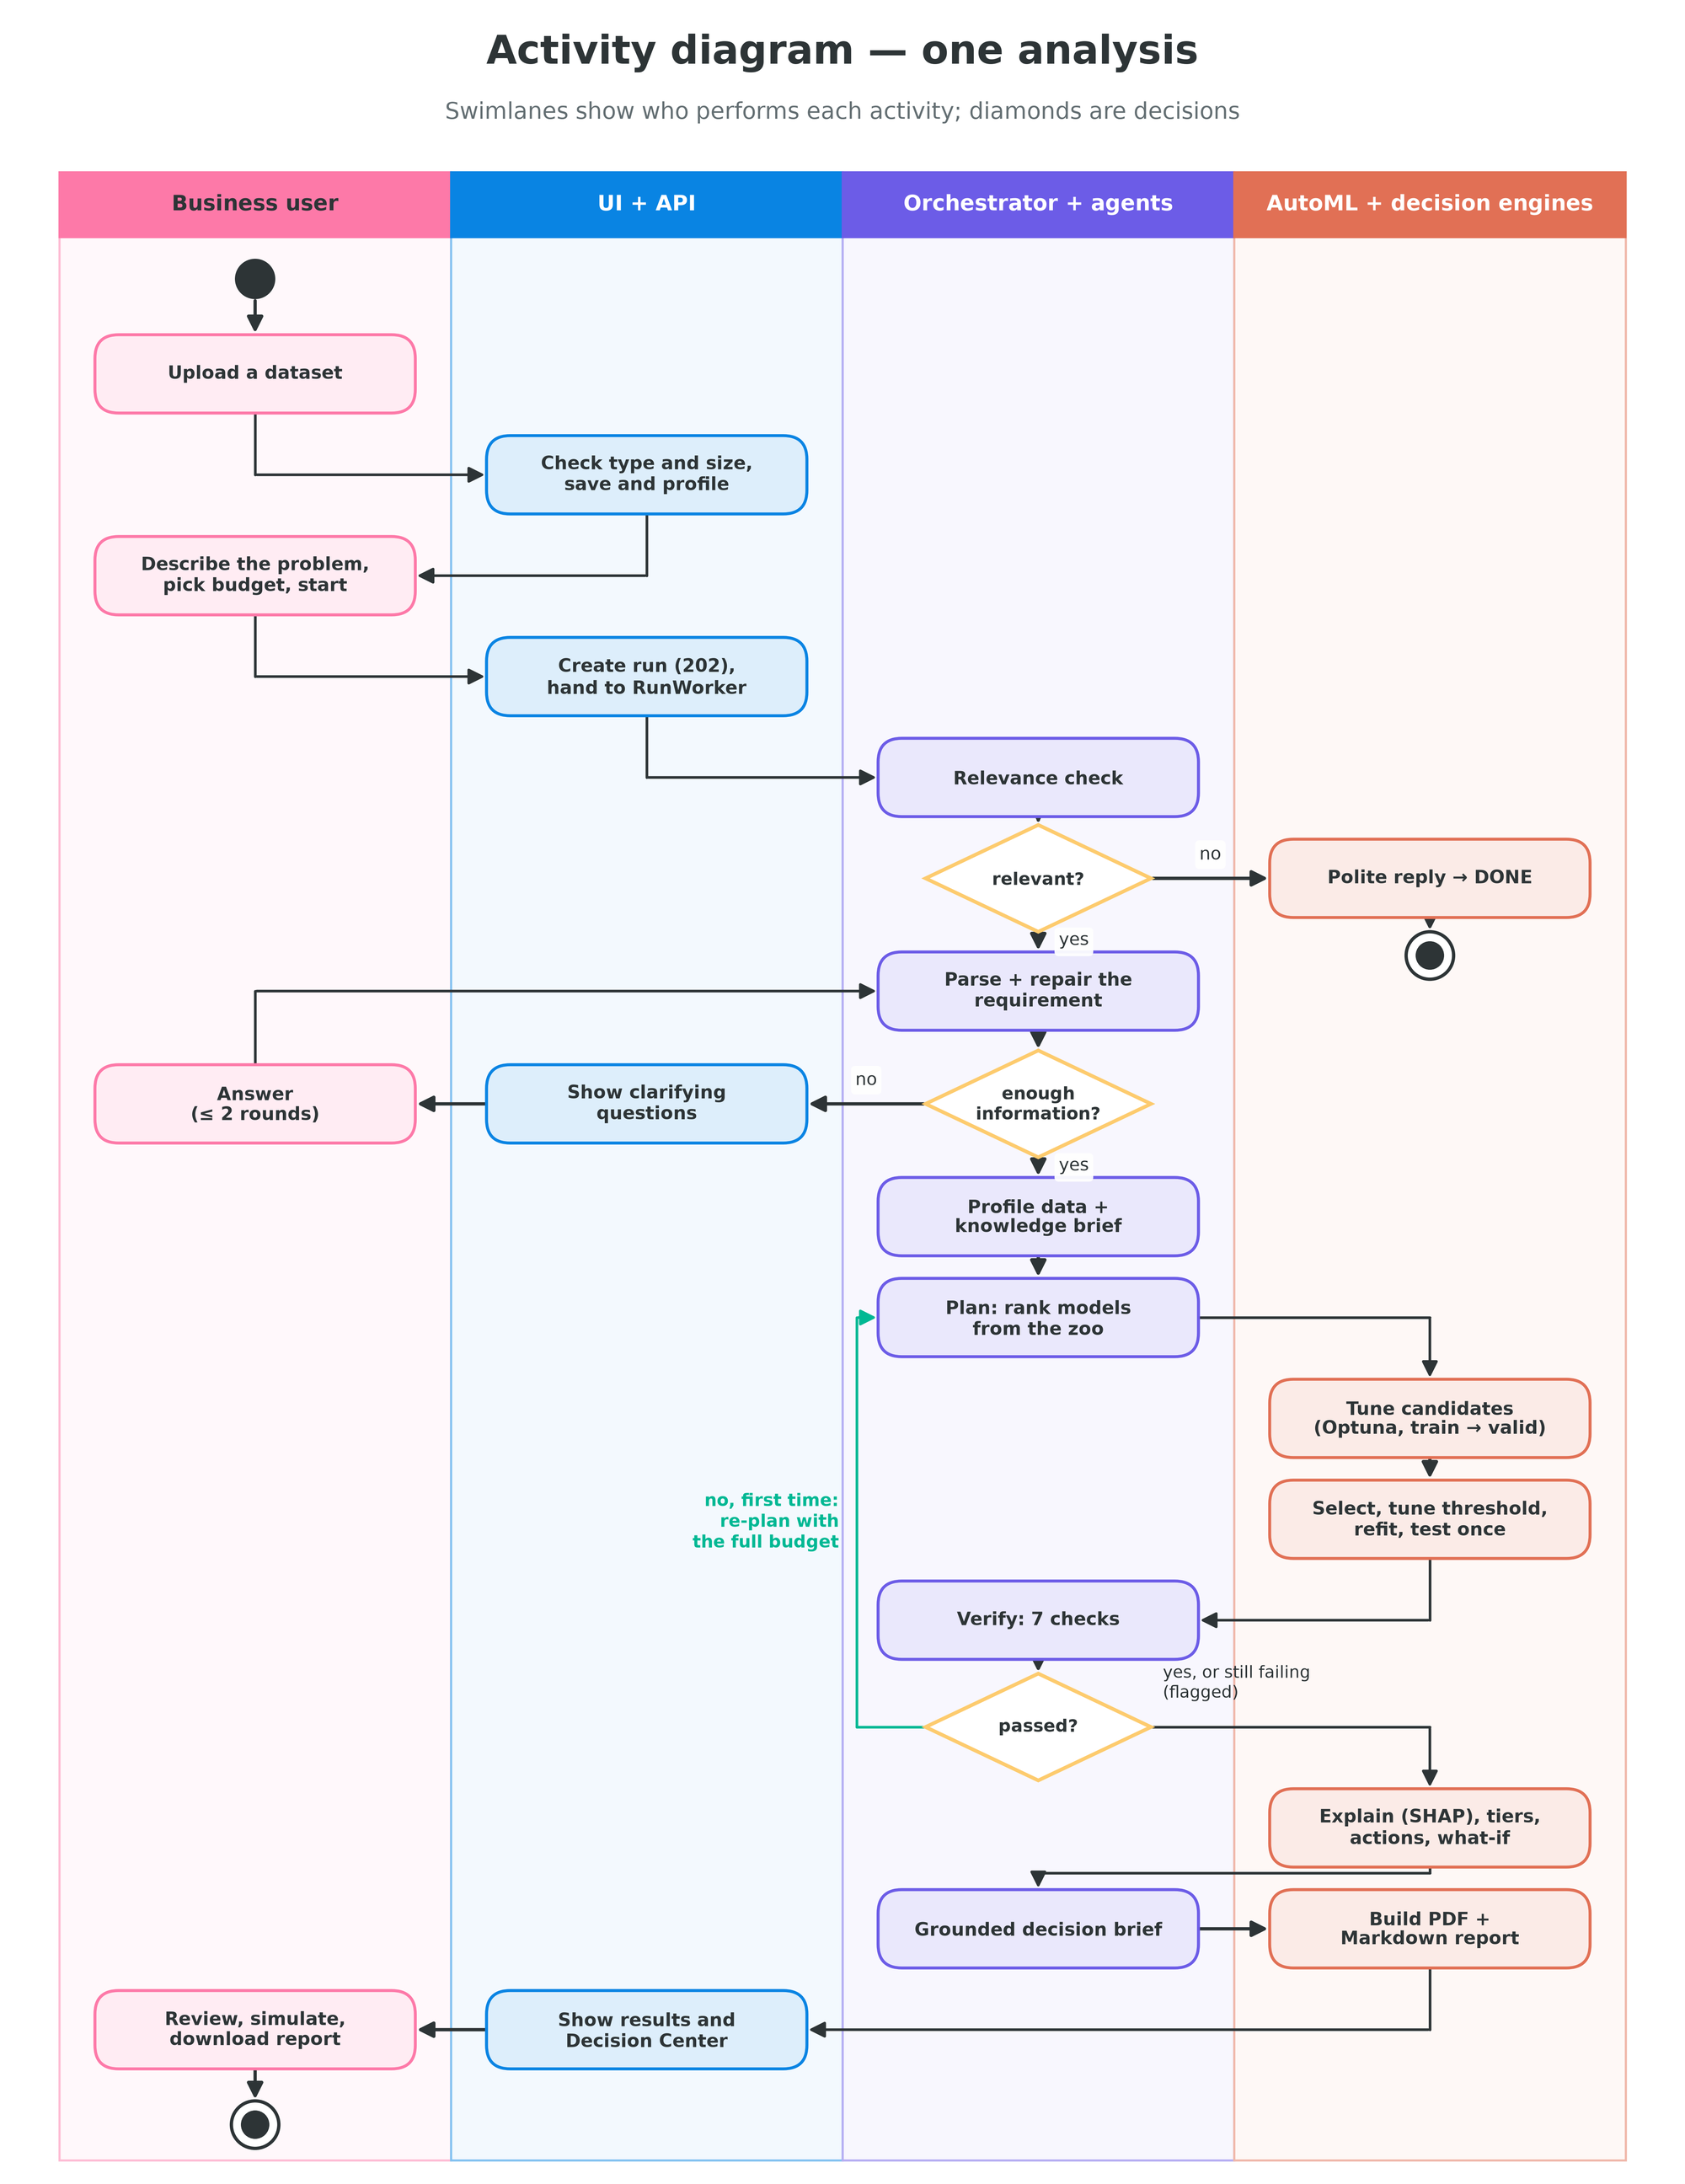 Activity diagram — one analysis
Swimlanes show who performs each activity; diamonds are decisions
Business user
UI + API
Orchestrator + agents
AutoML + decision engines
Upload a dataset
Check type and size,
save and profile
Describe the problem,
pick budget, start
Create run (202),
hand to RunWorker
Relevance check
relevant?
no
Polite reply → DONE
yes
Parse + repair the
requirement
enough
information?
no
Show clarifying
questions
Answer
(≤ 2 rounds)
yes
Profile data +
knowledge brief
Plan: rank models
from the zoo
Tune candidates
(Optuna, train → valid)
Select, tune threshold,
refit, test once
no, first time:
re-plan with
the full budget
Verify: 7 checks
yes, or still failing
(flagged)
passed?
Explain (SHAP), tiers,
actions, what-if
Grounded decision brief
Build PDF +
Markdown report
Show results and
Decision Center
Review, simulate,
download report